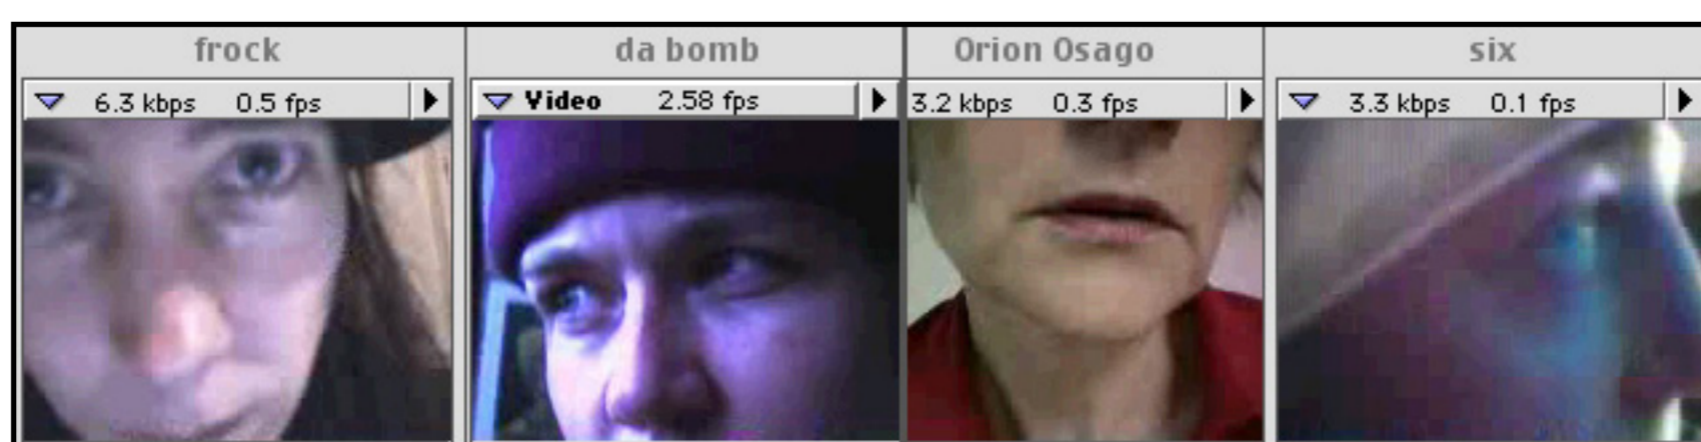 frock
6.3 kbps 0.5 fps
da bomb
Video 2.58 fps
Orion Osago
3.2 kbps 0.3 fps
six
3.3 kbps 0.1 fps